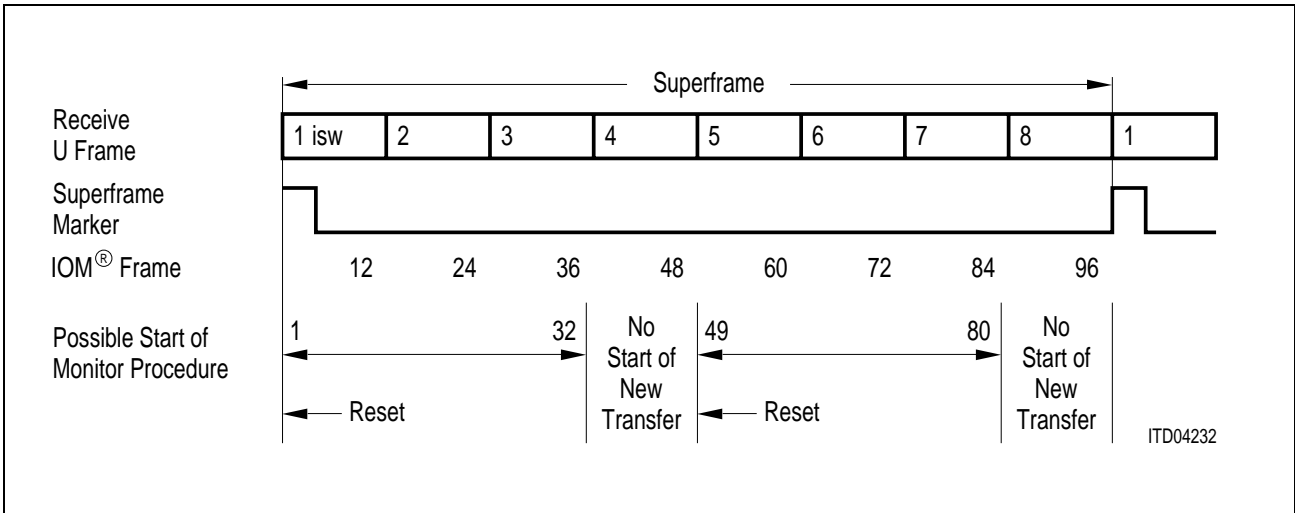 Superframe
Receive
U Frame
1 isw 2 3 4 5 6 7 8 1
Superframe
Marker
IOM® Frame
12 24 36 48 60 72 84 96
Possible Start of
Monitor Procedure
1 32
No
Start of
New
Transfer
49 80
No
Start of
New
Transfer
Reset
Reset
ITD04232